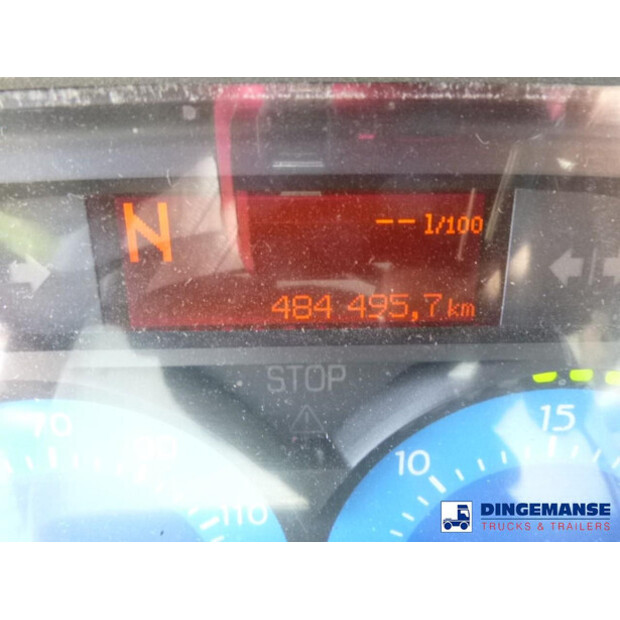 N
-- l/100
484 495,7 km
STOP
70 90 110
10 15
DINGEMANSE
TRUCKS & TRAILERS